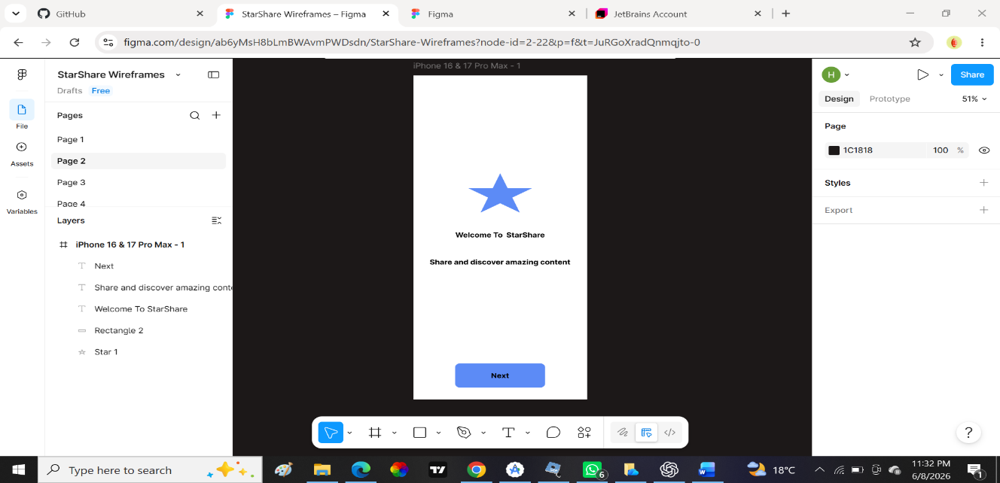 GitHub
StarShare Wireframes – Figma
Figma
JetBrains Account
figma.com/design/ab6yMsH8bLmBWAvmPWDsdn/StarShare-Wireframes?node-id=2-22&p=f&t=JuRGoXradQnmqjto-0
StarShare Wireframes
Drafts Free
File
Assets
Variables
Pages
Page 1
Page 2
Page 3
Page 4
Layers
iPhone 16 & 17 Pro Max - 1
Next
Share and discover amazing conte
Welcome To StarShare
Rectangle 2
Star 1
iPhone 16 & 17 Pro Max - 1
Welcome To  StarShare
Share and discover amazing content
Next
H
Share
Design Prototype 51%
Page
1C1818 100 %
Styles
Export
?
Type here to search
6
18°C
11:32 PM
6/8/2026
1